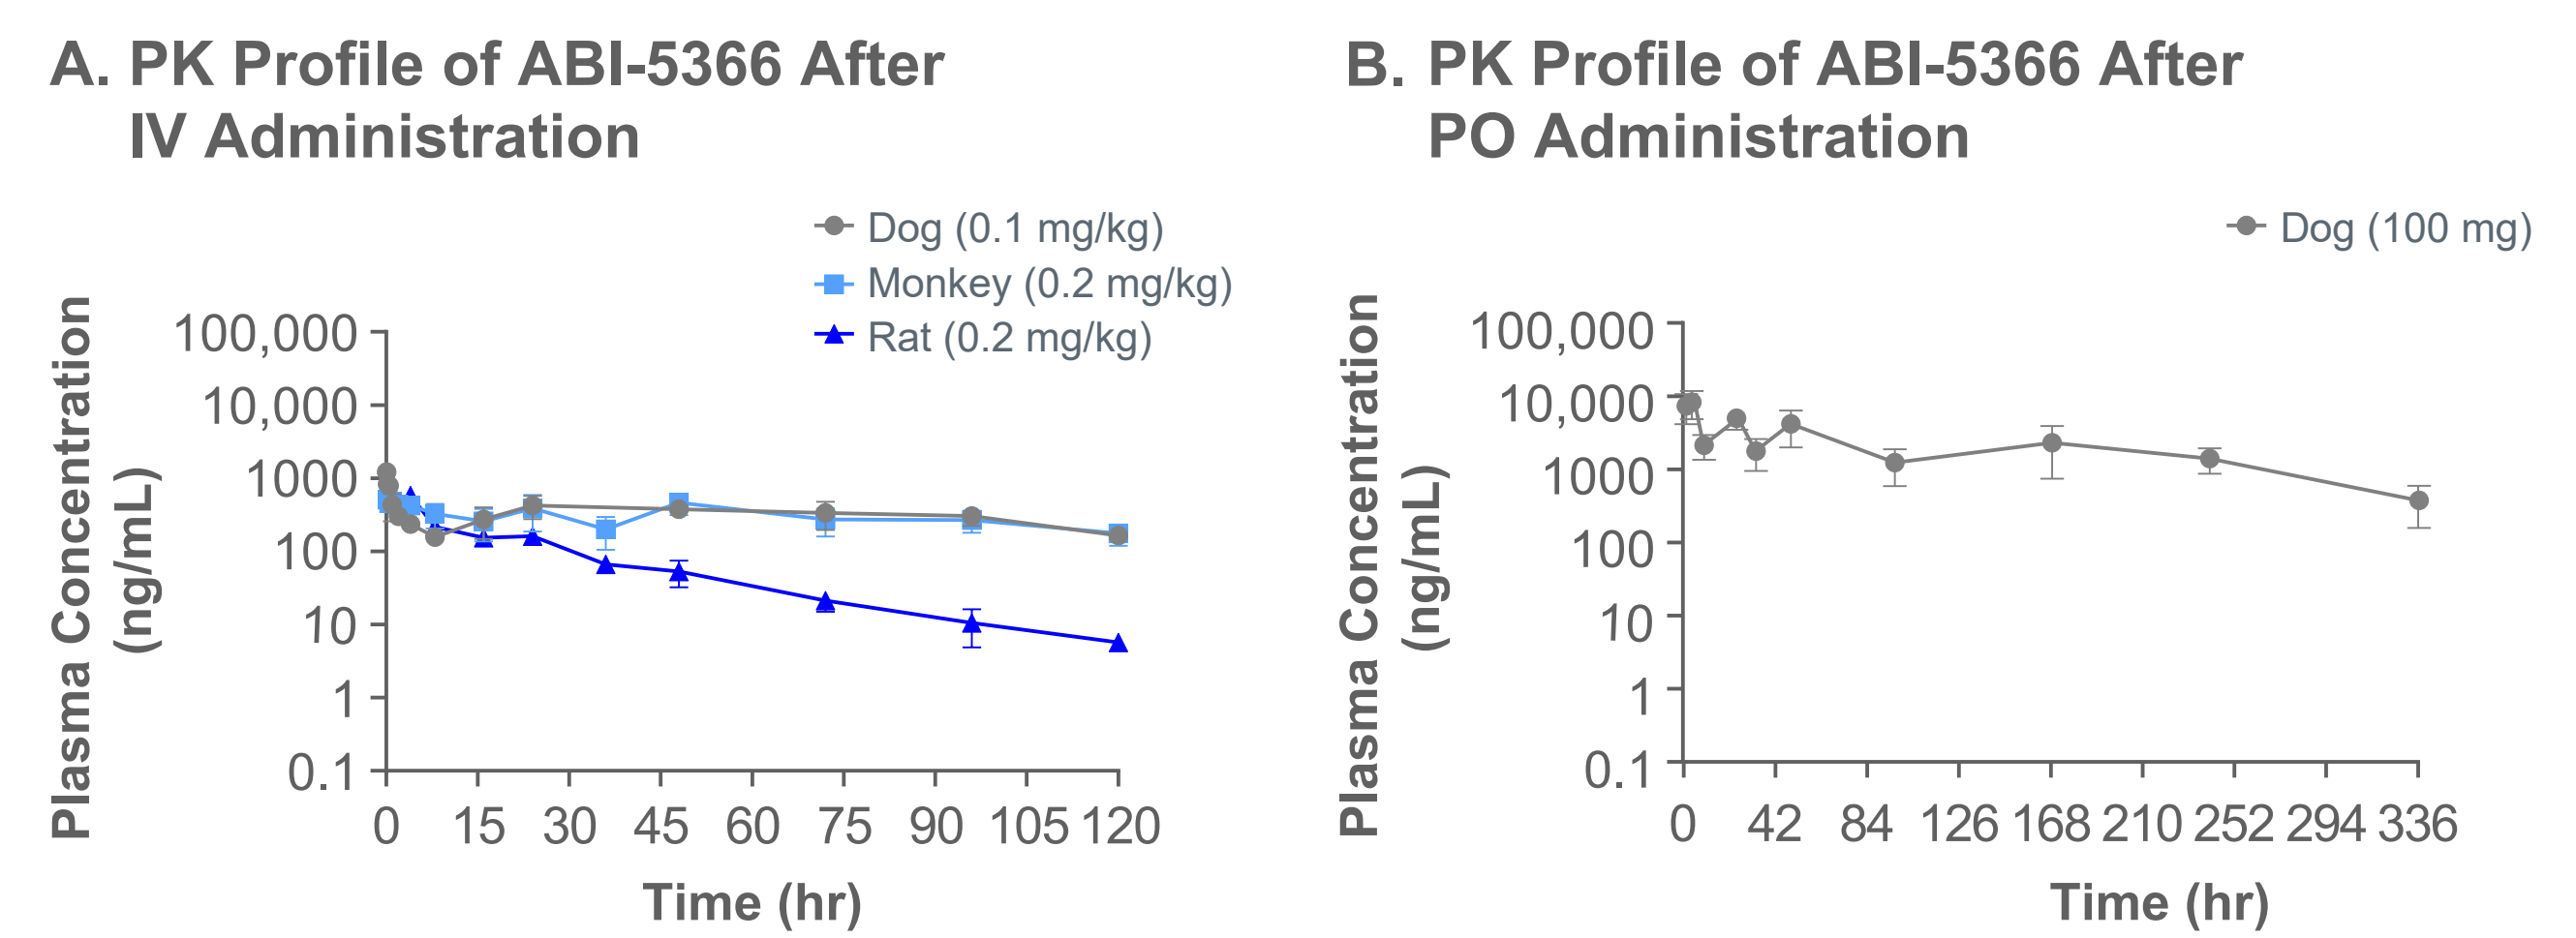 A. PK Profile of ABI-5366 After
IV Administration
Dog (0.1 mg/kg)
Monkey (0.2 mg/kg)
Rat (0.2 mg/kg)
Plasma Concentration
(ng/mL)
100,000
10,000
1000
100
10
1
0.1
0 15 30 45 60 75 90 105 120
Time (hr)
B. PK Profile of ABI-5366 After
PO Administration
Dog (100 mg)
Plasma Concentration
(ng/mL)
100,000
10,000
1000
100
10
1
0.1
0 42 84 126 168 210 252 294 336
Time (hr)